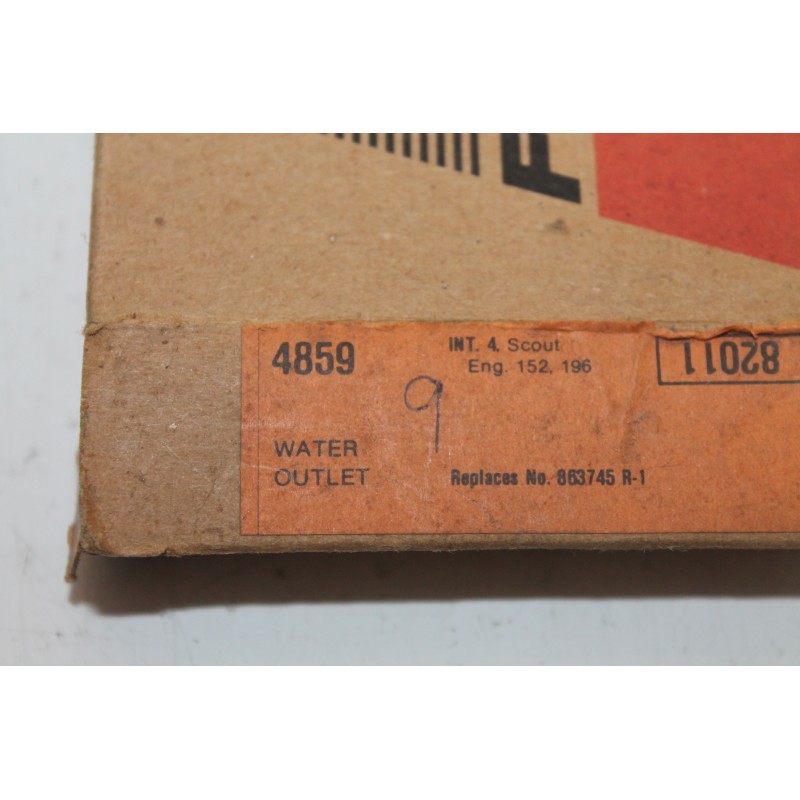 4859
INT. 4, Scout
Eng. 152, 196
82011
9
WATER
OUTLET
Replaces No. 863745 R-1